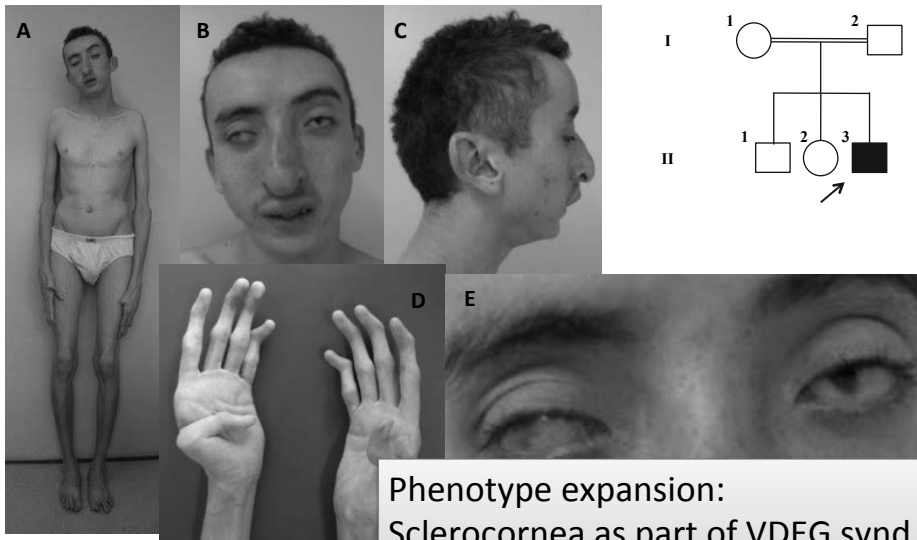 A
B
C
1
2
I
1
2
3
II
D
E
Phenotype expansion:
Sclerocornea as part of VDEG synd